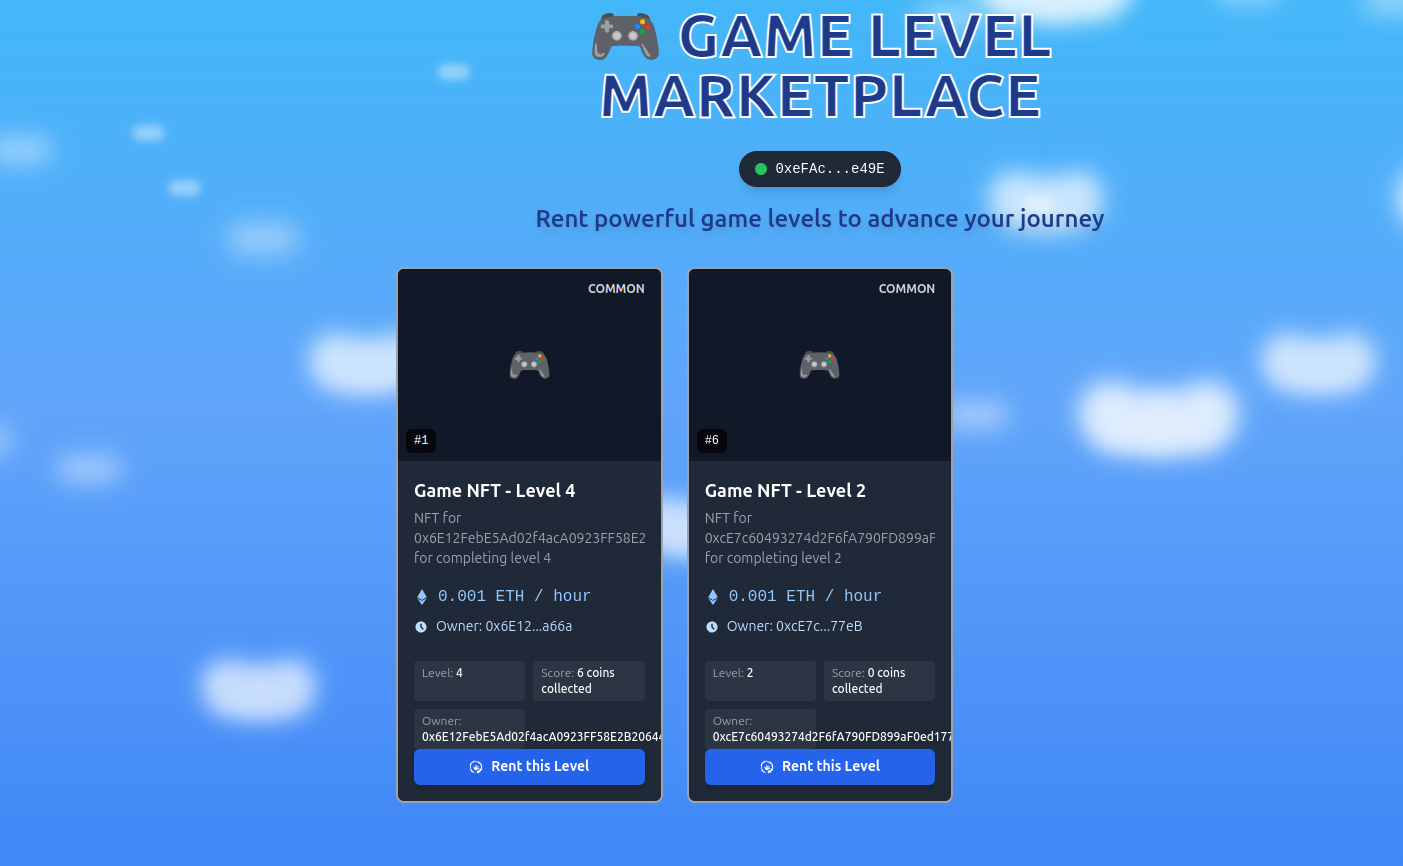 GAME LEVEL
MARKETPLACE
0xeFAc...e49E
Rent powerful game levels to advance your journey
COMMON
#1
Game NFT - Level 4
NFT for
0x6E12FebE5Ad02f4acA0923FF58E2
for completing level 4
0.001 ETH / hour
Owner: 0x6E12...a66a
Level: 4
Score: 6 coins
collected
Owner:
0x6E12FebE5Ad02f4acA0923FF58E2B20644
Rent this Level
COMMON
#6
Game NFT - Level 2
NFT for
0xcE7c60493274d2F6fA790FD899aF
for completing level 2
0.001 ETH / hour
Owner: 0xcE7c...77eB
Level: 2
Score: 0 coins
collected
Owner:
0xcE7c60493274d2F6fA790FD899aF0ed177
Rent this Level